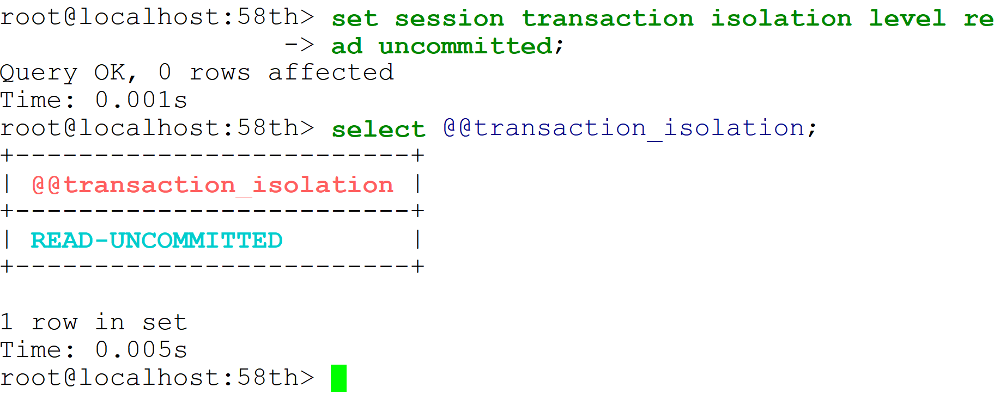 root@localhost:58th> set session transaction isolation level re
-> ad uncommitted;
Query OK, 0 rows affected
Time: 0.001s
root@localhost:58th> select @@transaction_isolation;
+-------------------------+
| @@transaction_isolation |
+-------------------------+
| READ-UNCOMMITTED        |
+-------------------------+
1 row in set
Time: 0.005s
root@localhost:58th>